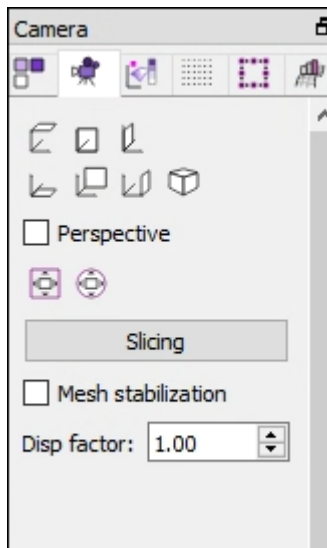 Camera
Perspective
Slicing
Mesh stabilization
Disp factor: 1.00